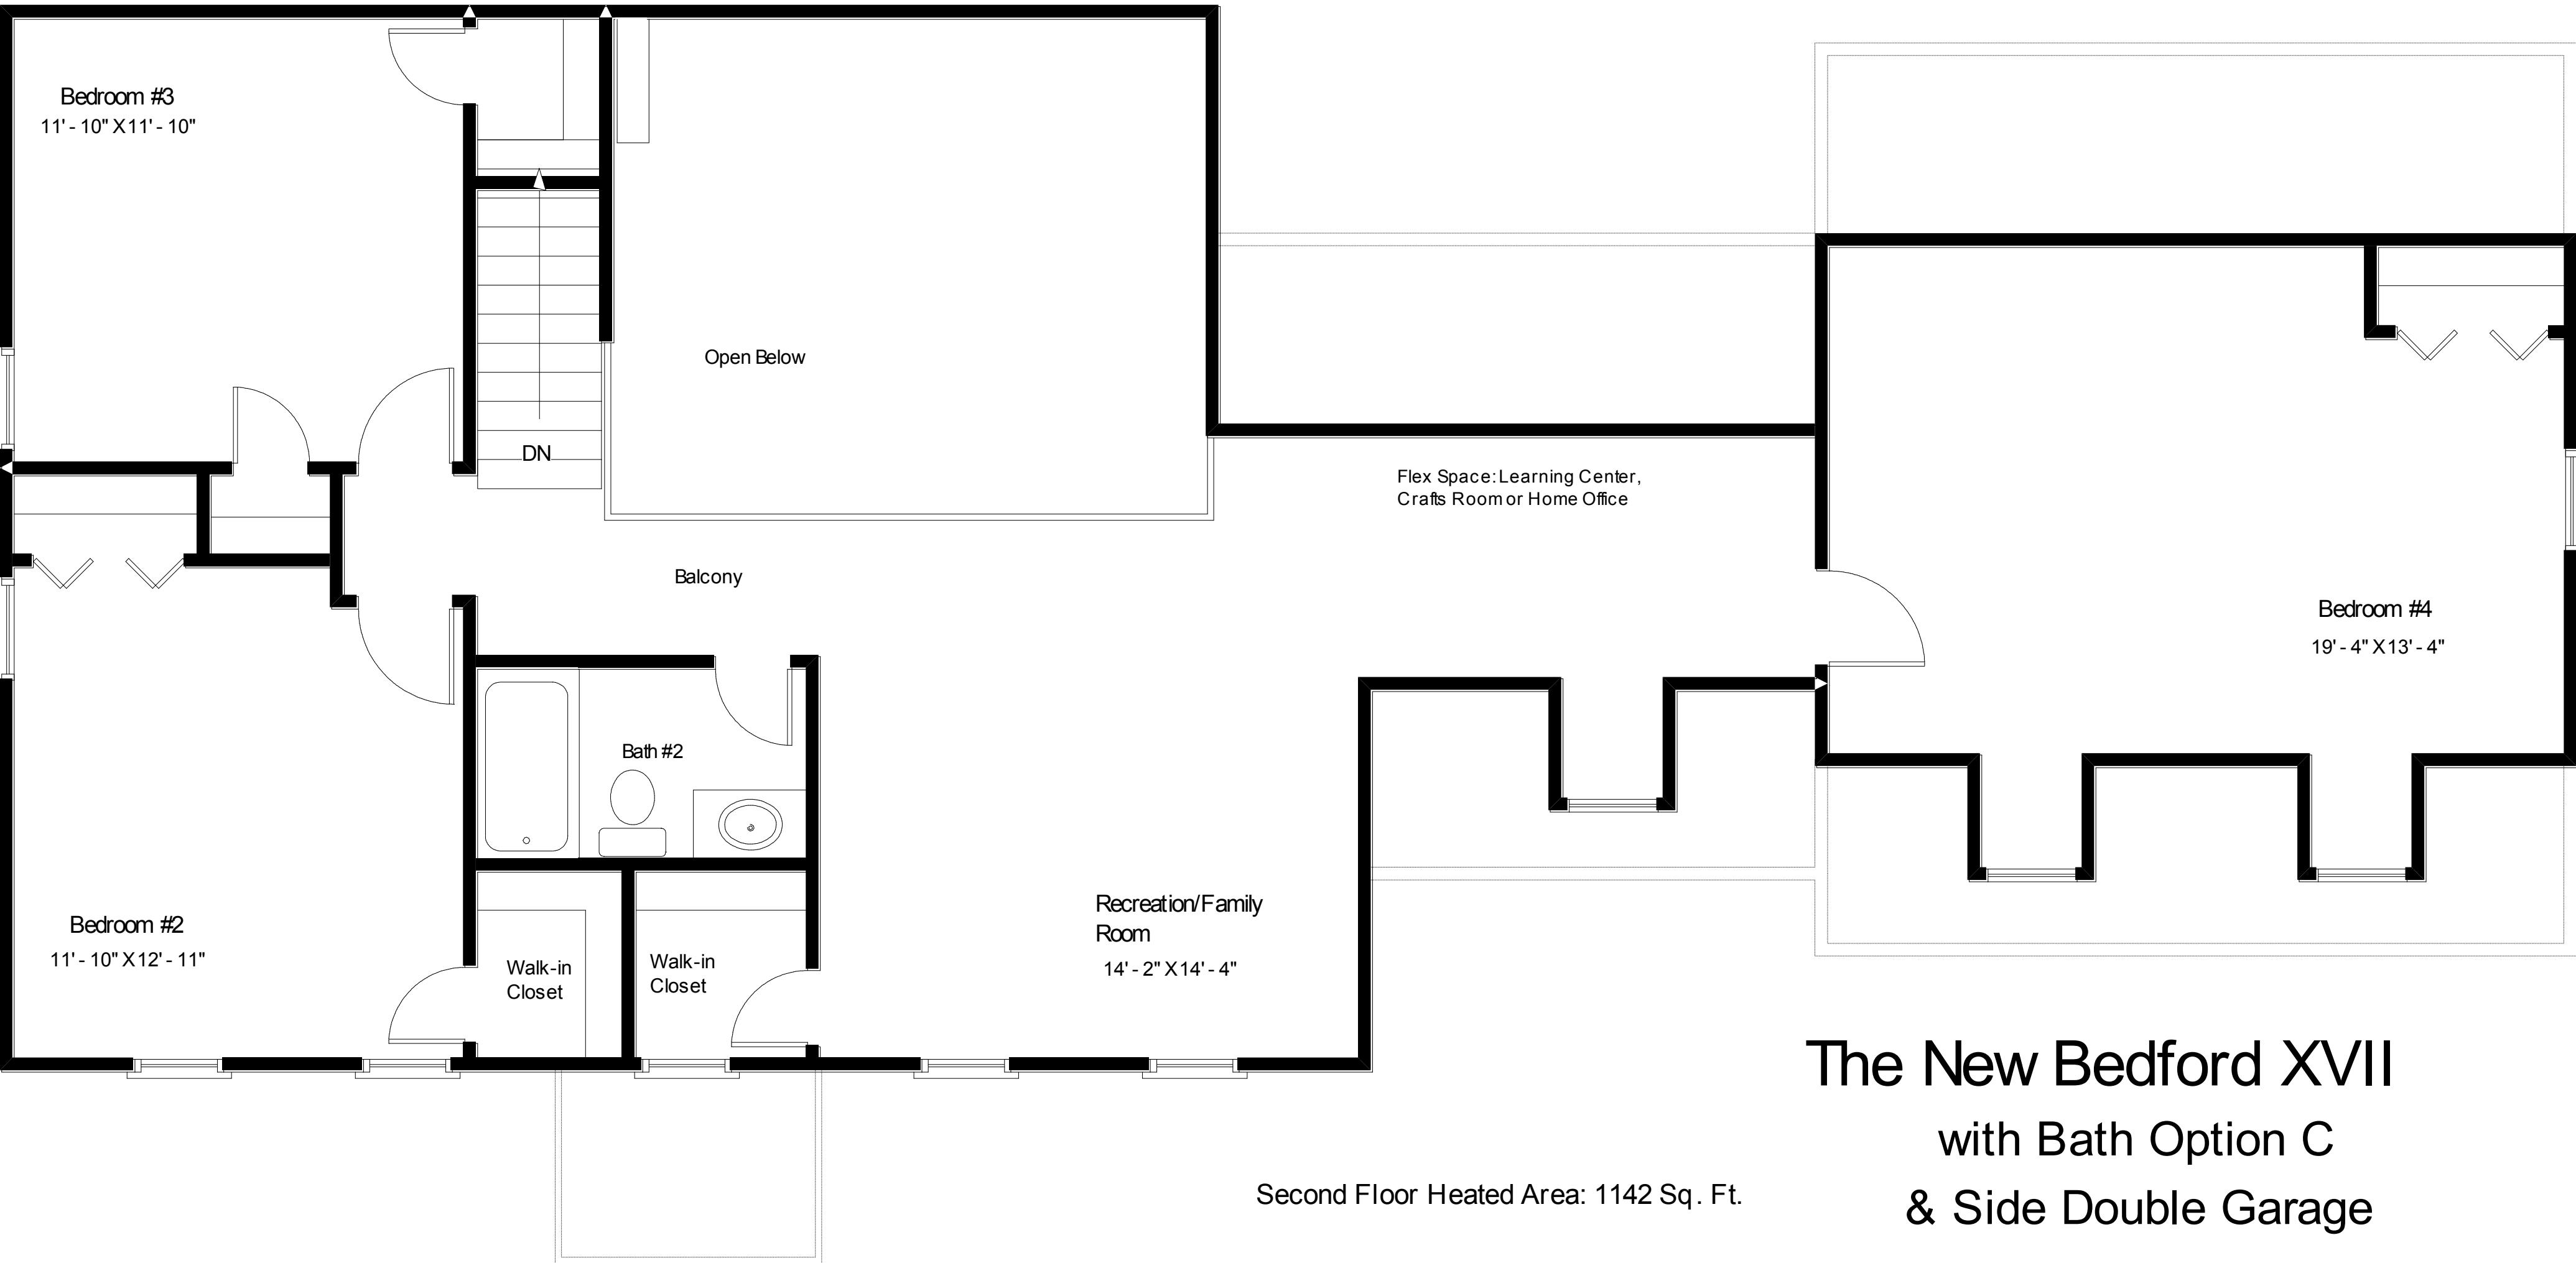 Bedroom #3
11' - 10" X 11' - 10"
Open Below
DN
Flex Space: Learning Center,
Crafts Room or Home Office
Balcony
Bedroom #4
19' - 4" X 13' - 4"
Bath #2
Bedroom #2
11' - 10" X 12' - 11"
Walk-in
Closet
Walk-in
Closet
Recreation/Family
Room
14' - 2" X 14' - 4"
The New Bedford XVII
with Bath Option C
& Side Double Garage
Second Floor Heated Area: 1142 Sq. Ft.